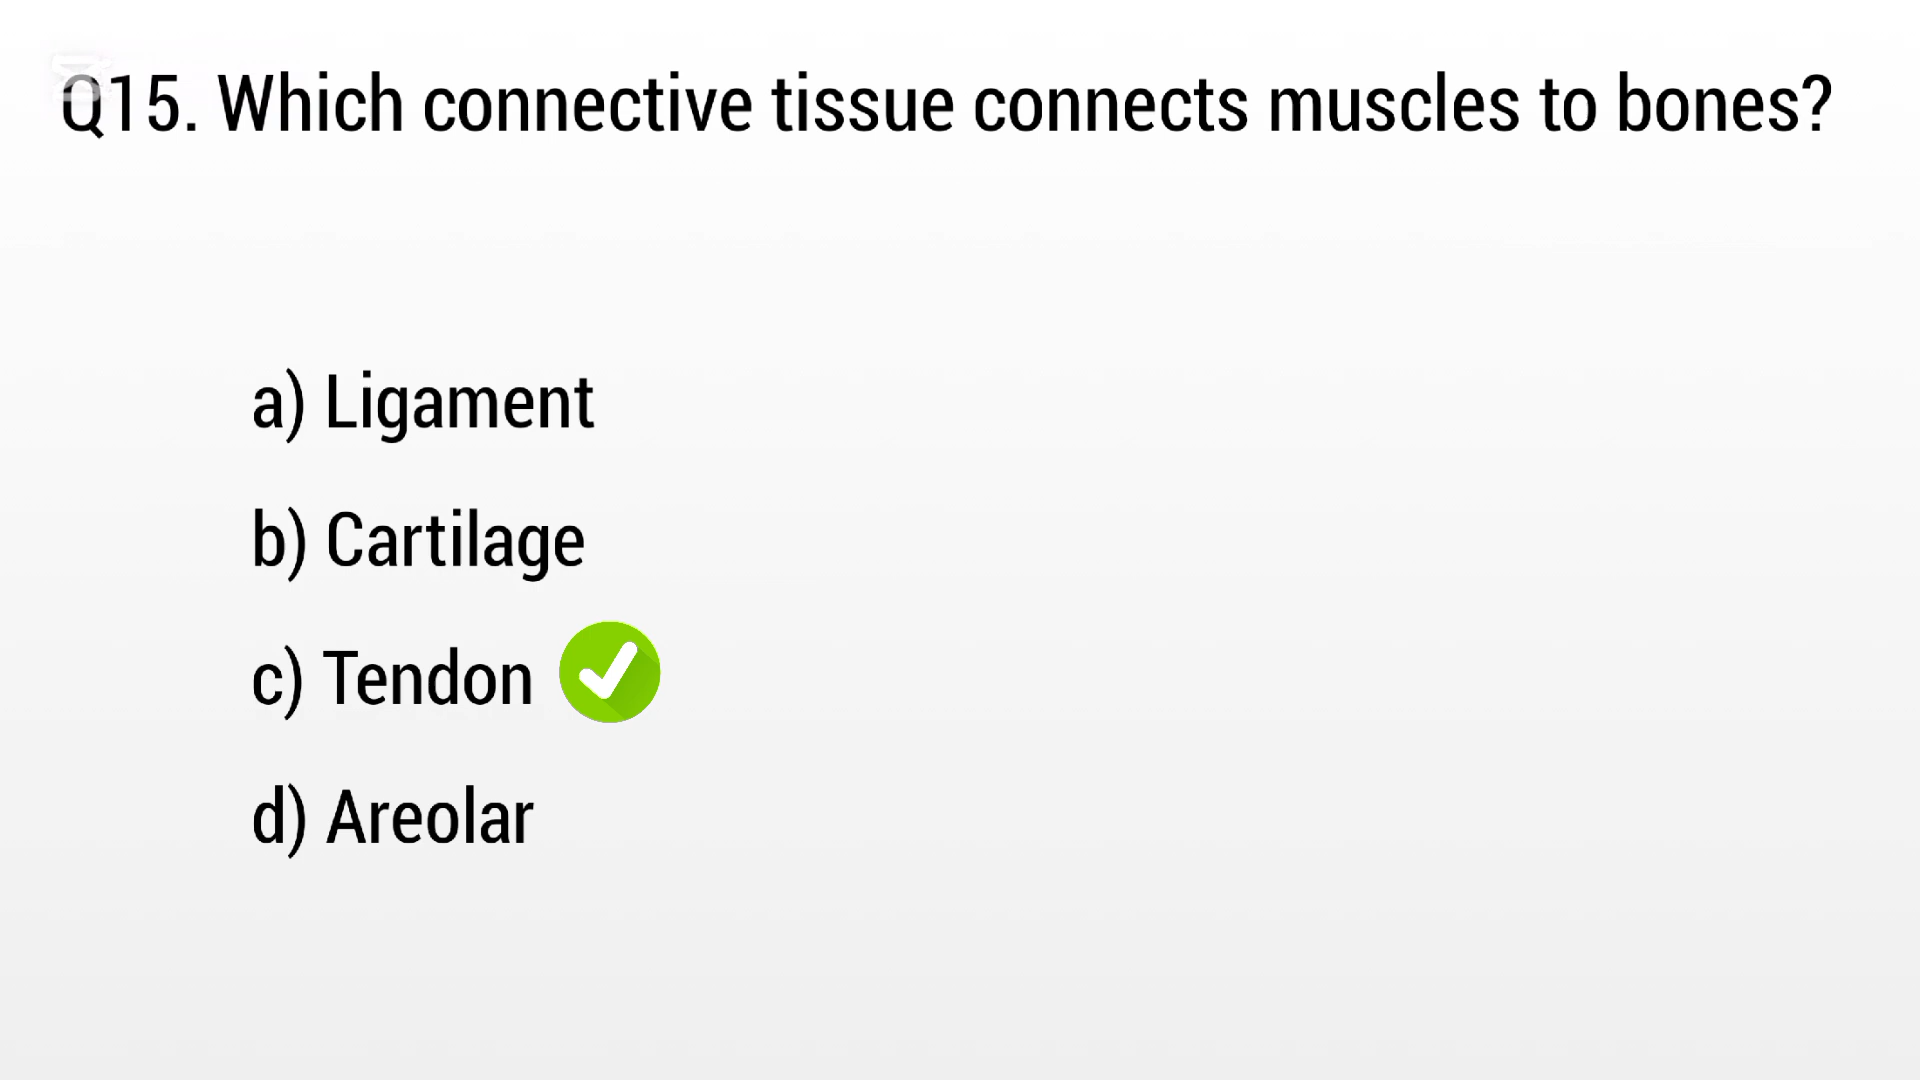 Q15. Which connective tissue connects muscles to bones?
a) Ligament
b) Cartilage
c) Tendon
d) Areolar